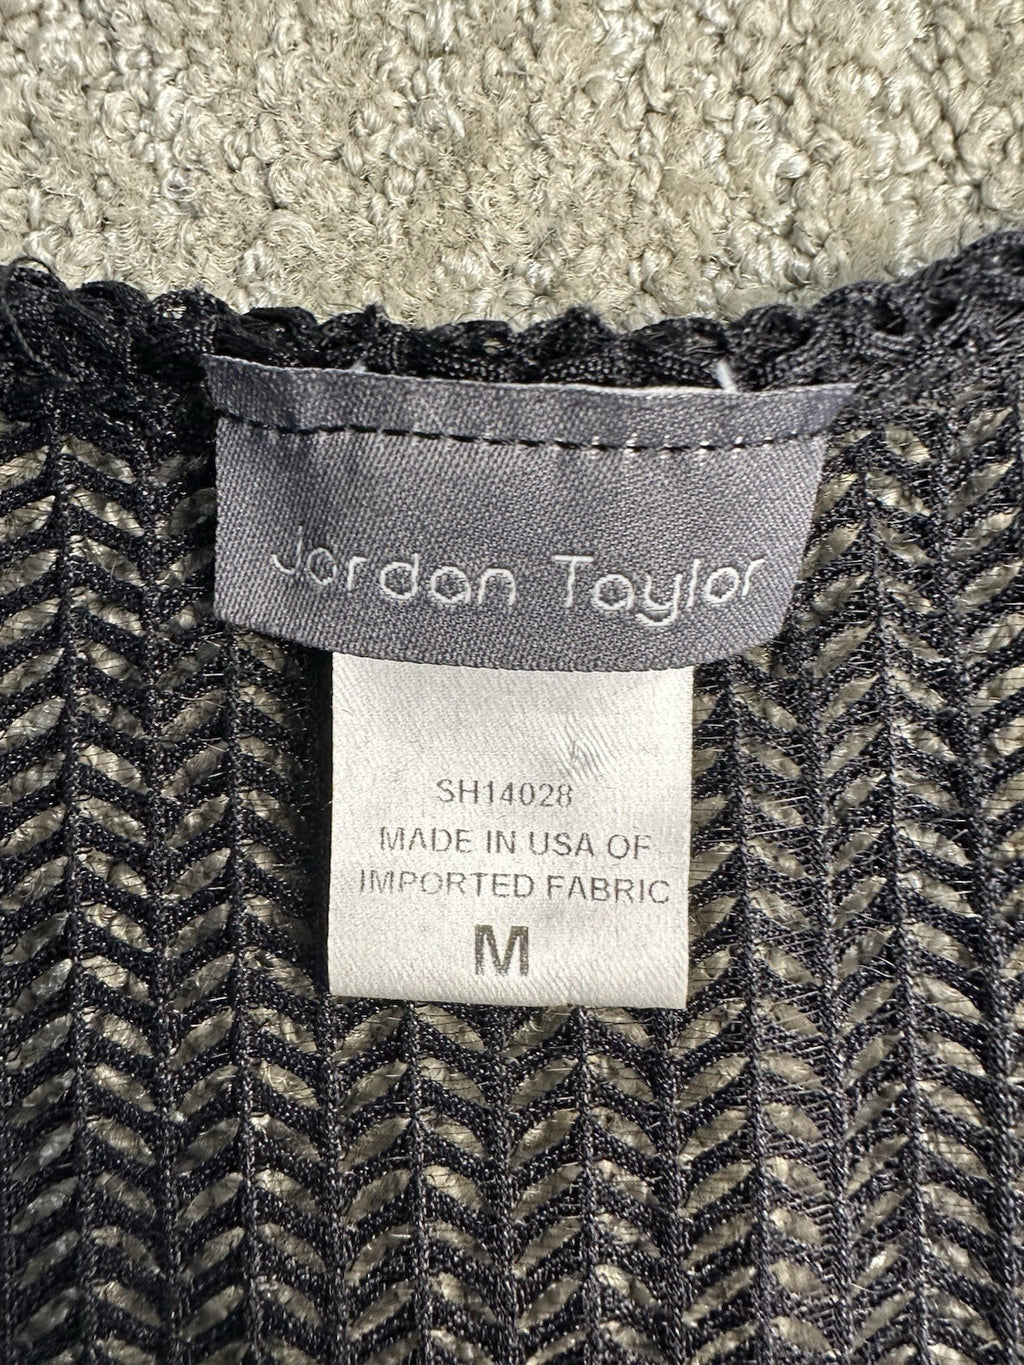 Jordan Taylor
SH14028
MADE IN USA OF
IMPORTED FABRIC
M